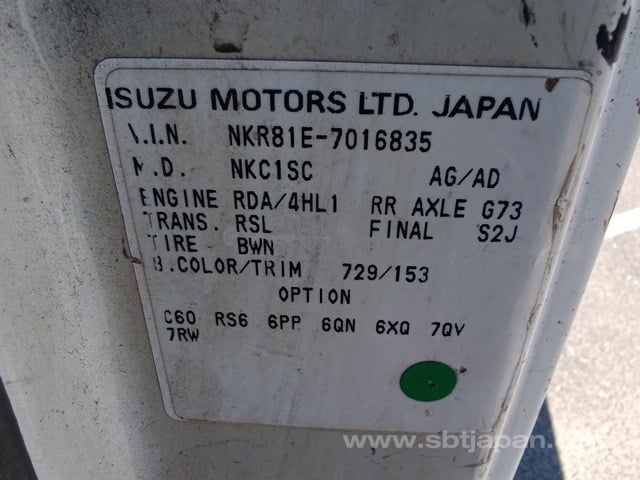 ISUZU MOTORS LTD. JAPAN
V.I.N. NKR81E-7016835
M.D. NKC1SC AG/AD
ENGINE RDA/4HL1 RR AXLE G73
TRANS. RSL FINAL S2J
TIRE BWN
B.COLOR/TRIM 729/153
OPTION
C60 RS6 6PP 6QN 6XQ 7QV
7RW
www.sbtjapan.